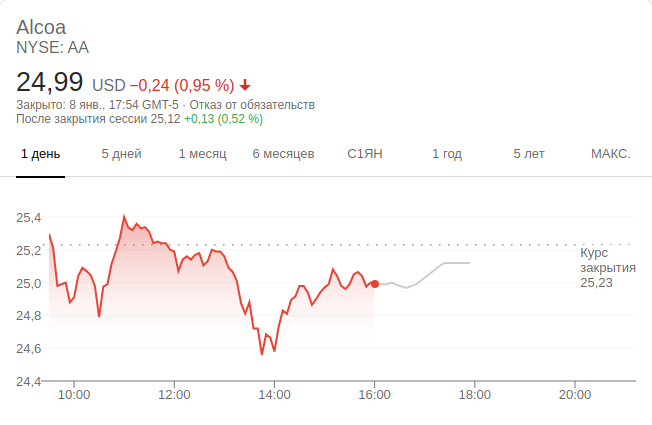 Alcoa
NYSE: AA
24,99 USD −0,24 (0,95 %)
Закрыто: 8 янв., 17:54 GMT-5 · Отказ от обязательств
После закрытия сессии 25,12 +0,13 (0,52 %)
1 день 5 дней 1 месяц 6 месяцев С1ЯН 1 год 5 лет МАКС.
25,4
25,2
Курс
закрытия
25,23
25,0
24,8
24,6
24,4
10:00 12:00 14:00 16:00 18:00 20:00